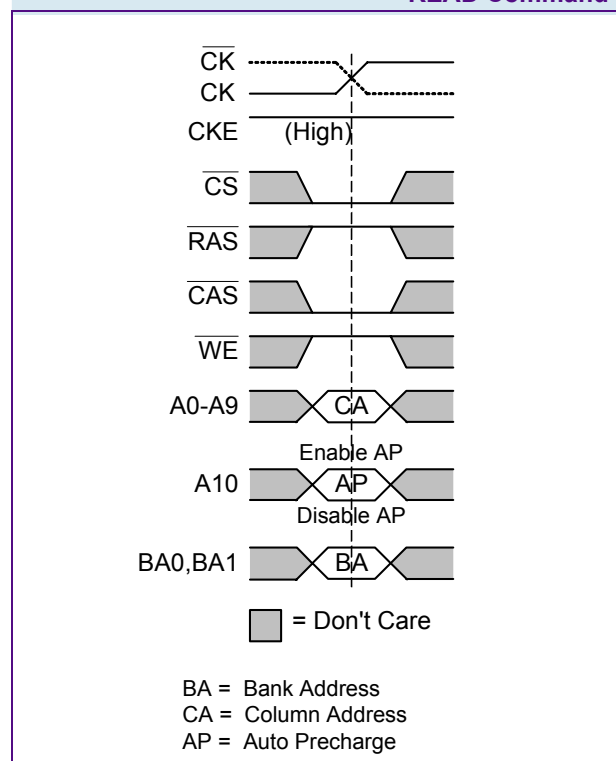 READ Command
CK
CK
CKE (High)
CS
RAS
CAS
WE
A0-A9 CA
Enable AP
A10 AP
Disable AP
BA0,BA1 BA
= Don't Care
BA = Bank Address
CA = Column Address
AP = Auto Precharge